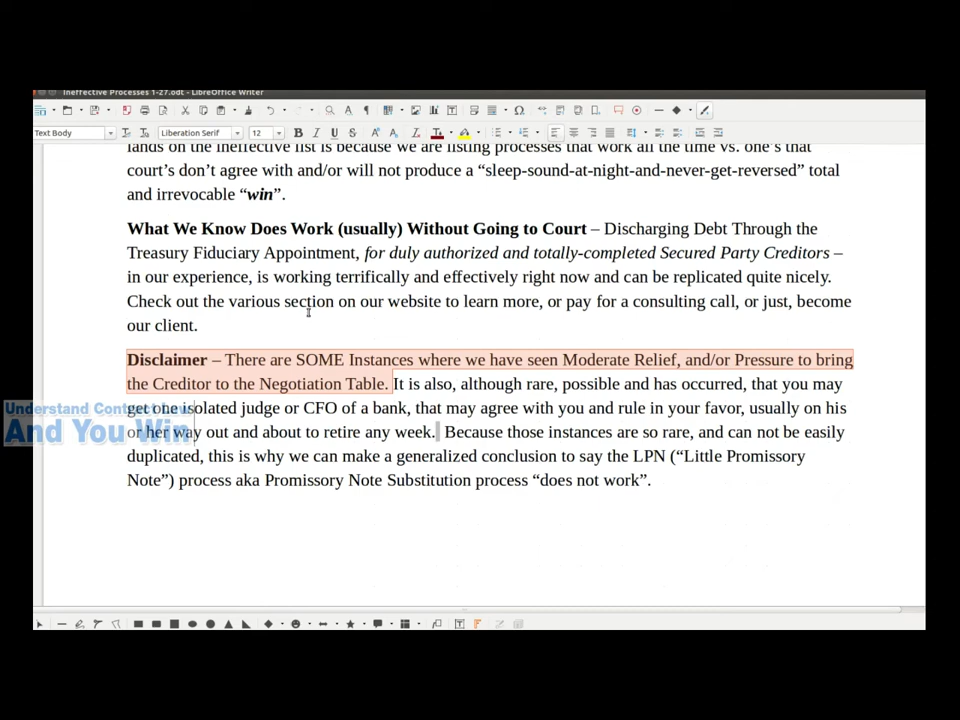 Ineffective Processes 1-27.odt - LibreOffice Writer
Text Body
Liberation Serif
12
lands on the ineffective list is because we are listing processes that work all the time vs. one’s that
court’s don’t agree with and/or will not produce a “sleep-sound-at-night-and-never-get-reversed” total
and irrevocable “win”.
What We Know Does Work (usually) Without Going to Court – Discharging Debt Through the
Treasury Fiduciary Appointment, for duly authorized and totally-completed Secured Party Creditors –
in our experience, is working terrifically and effectively right now and can be replicated quite nicely.
Check out the various section on our website to learn more, or pay for a consulting call, or just, become
our client.
Disclaimer – There are SOME Instances where we have seen Moderate Relief, and/or Pressure to bring
the Creditor to the Negotiation Table. It is also, although rare, possible and has occurred, that you may
get one isolated judge or CFO of a bank, that may agree with you and rule in your favor, usually on his
or her way out and about to retire any week. Because those instances are so rare, and can not be easily
duplicated, this is why we can make a generalized conclusion to say the LPN (“Little Promissory
Note”) process aka Promissory Note Substitution process “does not work”.
Understand Contract Law
And You Win